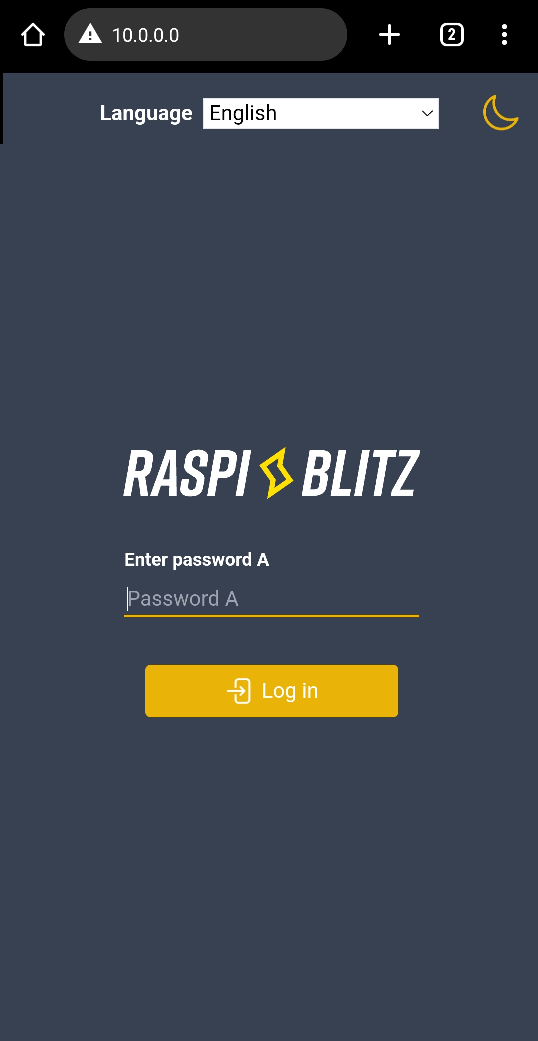 10.0.0.0
2
Language English
RASPI BLITZ
Enter password A
Password A
Log in